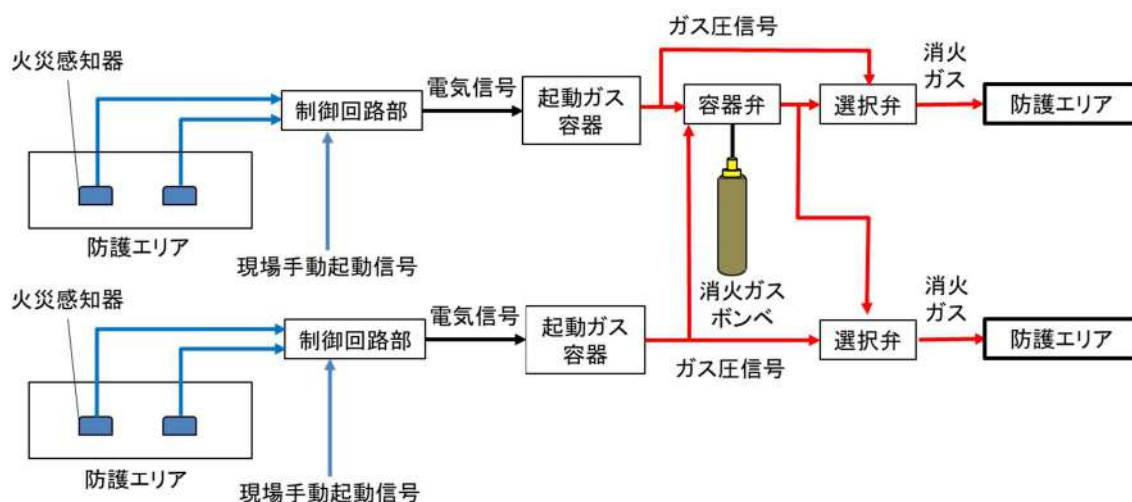 ガス圧信号
火災感知器
電気信号
消火
ガス
制御回路部
起動ガス
容器
容器弁
選択弁
防護エリア
防護エリア
現場手動起動信号
火災感知器
電気信号
消火ガス
ボンベ
消火
ガス
制御回路部
起動ガス
容器
選択弁
防護エリア
ガス圧信号
防護エリア
現場手動起動信号